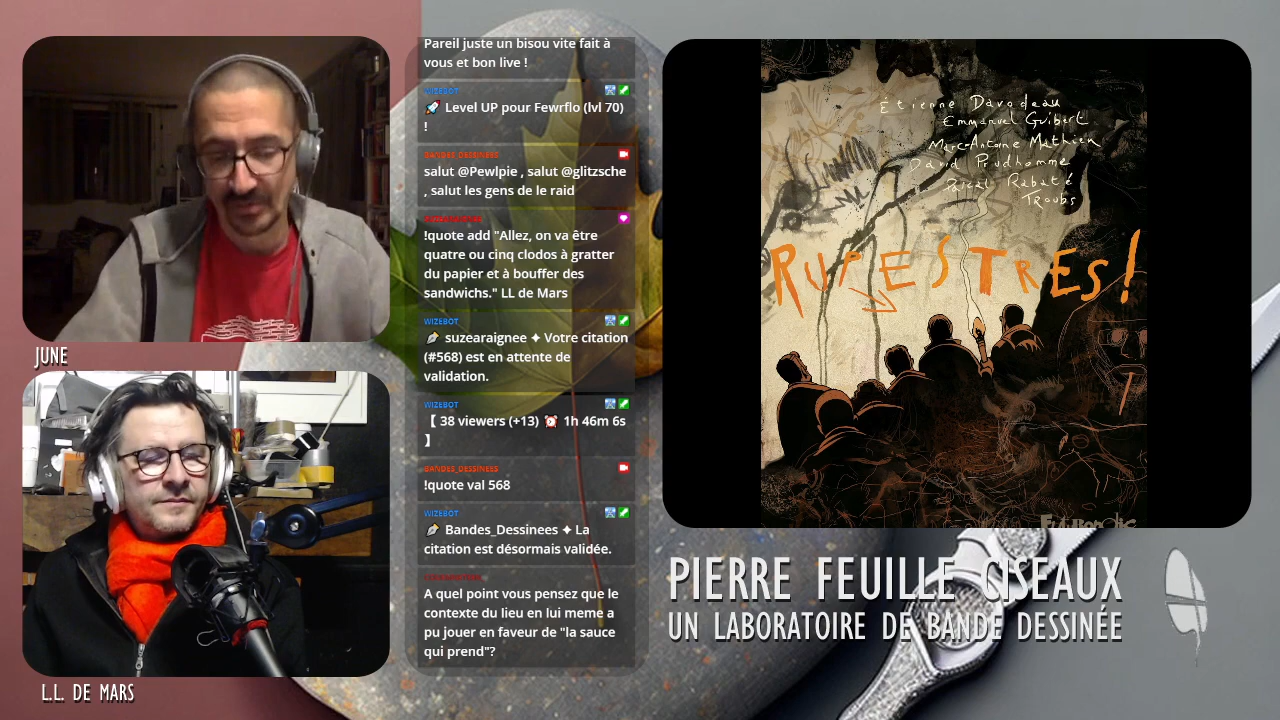 JUNE
L.L. DE MARS
Pareil juste un bisou vite fait à
vous et bon live !
WIZEBOT
Level UP pour Fewrflo (lvl 70)
!
BANDES_DESSINEES
salut @Pewlpie , salut @glitzsche
, salut les gens de le raid
!quote add "Allez, on va être
quatre ou cinq clodos à gratter
du papier et à bouffer des
sandwichs." LL de Mars
WIZEBOT
suzearaignee ✦ Votre citation
(#568) est en attente de
validation.
WIZEBOT
【 38 viewers (+13) ⏰ 1h 46m 6s
】
BANDES_DESSINEES
!quote val 568
WIZEBOT
Bandes_Dessinees ✦ La
citation est désormais validée.
A quel point vous pensez que le
contexte du lieu en lui meme a
pu jouer en faveur de "la sauce
qui prend"?
Étienne Davodeau
Emmanuel Guibert
Marc-Antoine Mathieu
David Prudhomme
Pascal Rabaté
Troubs
RUPESTRES!
Futuropolis
PIERRE FEUILLE CISEAUX
UN LABORATOIRE DE BANDE DESSINÉE